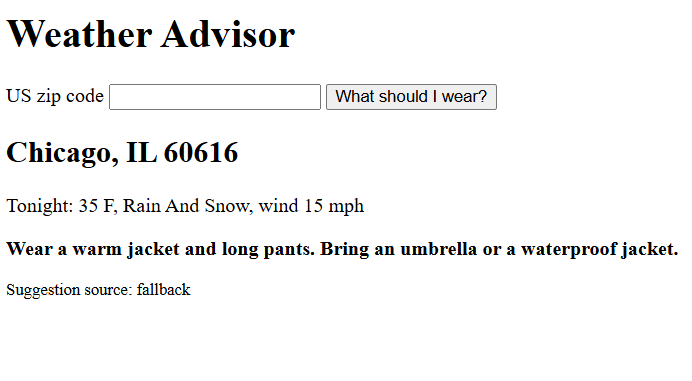 Weather Advisor
US zip code What should I wear?
Chicago, IL 60616
Tonight: 35 F, Rain And Snow, wind 15 mph
Wear a warm jacket and long pants. Bring an umbrella or a waterproof jacket.
Suggestion source: fallback